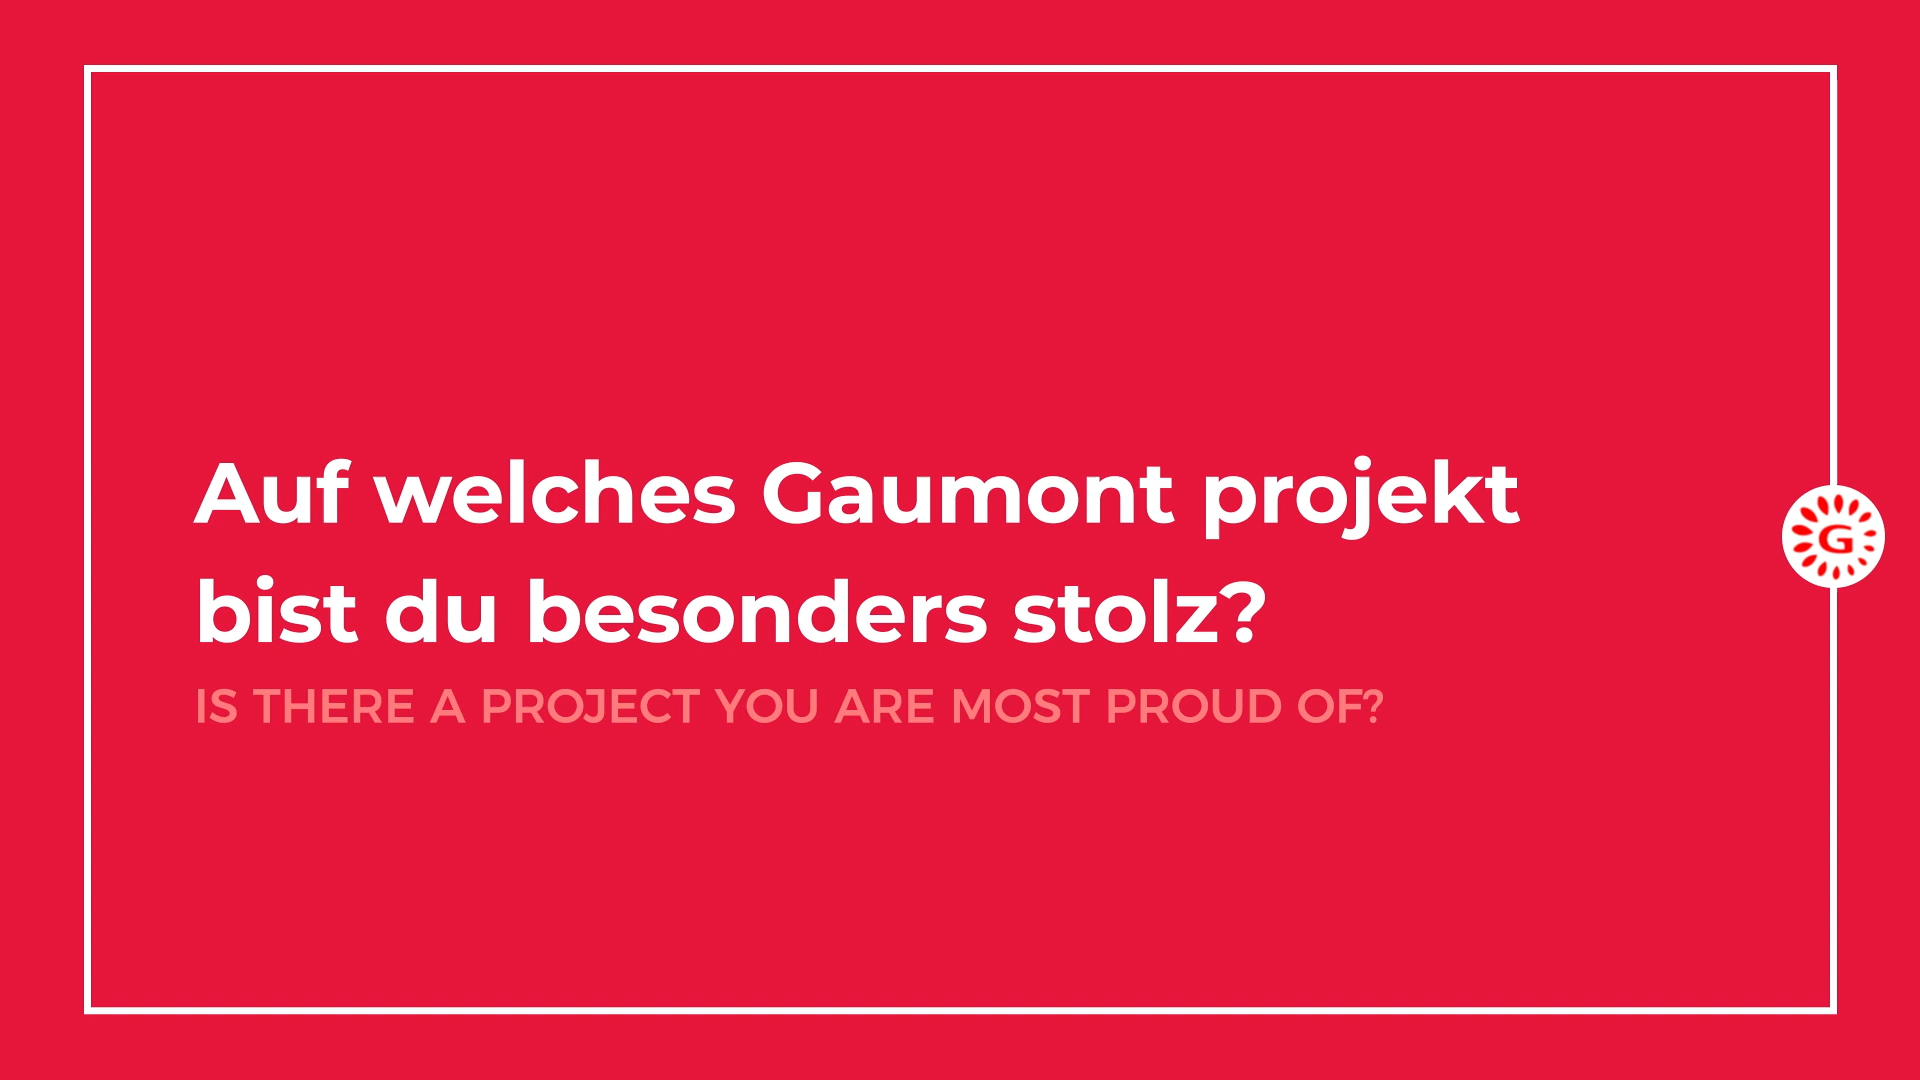 Auf welches Gaumont projekt
bist du besonders stolz?
IS THERE A PROJECT YOU ARE MOST PROUD OF?
G